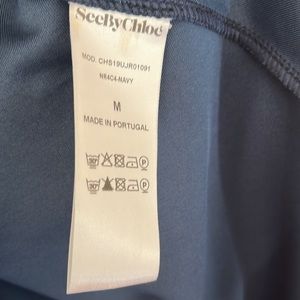 SeeByChloé
MOD. CHS19UJR01091
NR4C4-NAVY
M
MADE IN PORTUGAL